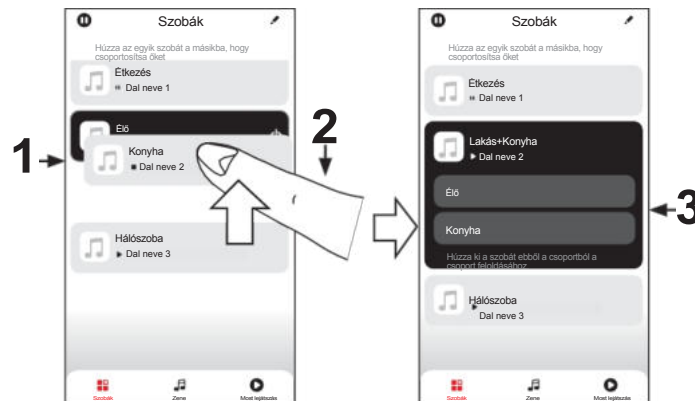 Szobák
Húzza az egyik szobát a másikba, hogy
csoportosítsa őket
Étkezés
Dal neve 1
Élő
Konyha
Dal neve 2
Hálószoba
Dal neve 3
Szobák
Zene
Most lejátszás
1
2
Szobák
Húzza az egyik szobát a másikba, hogy
csoportosítsa őket
Étkezés
Dal neve 1
Lakás+Konyha
Dal neve 2
Élő
Konyha
Húzza ki a szobát ebből a csoportból a
csoport feloldásához
Hálószoba
Dal neve 3
Szobák
Zene
Most lejátszás
3